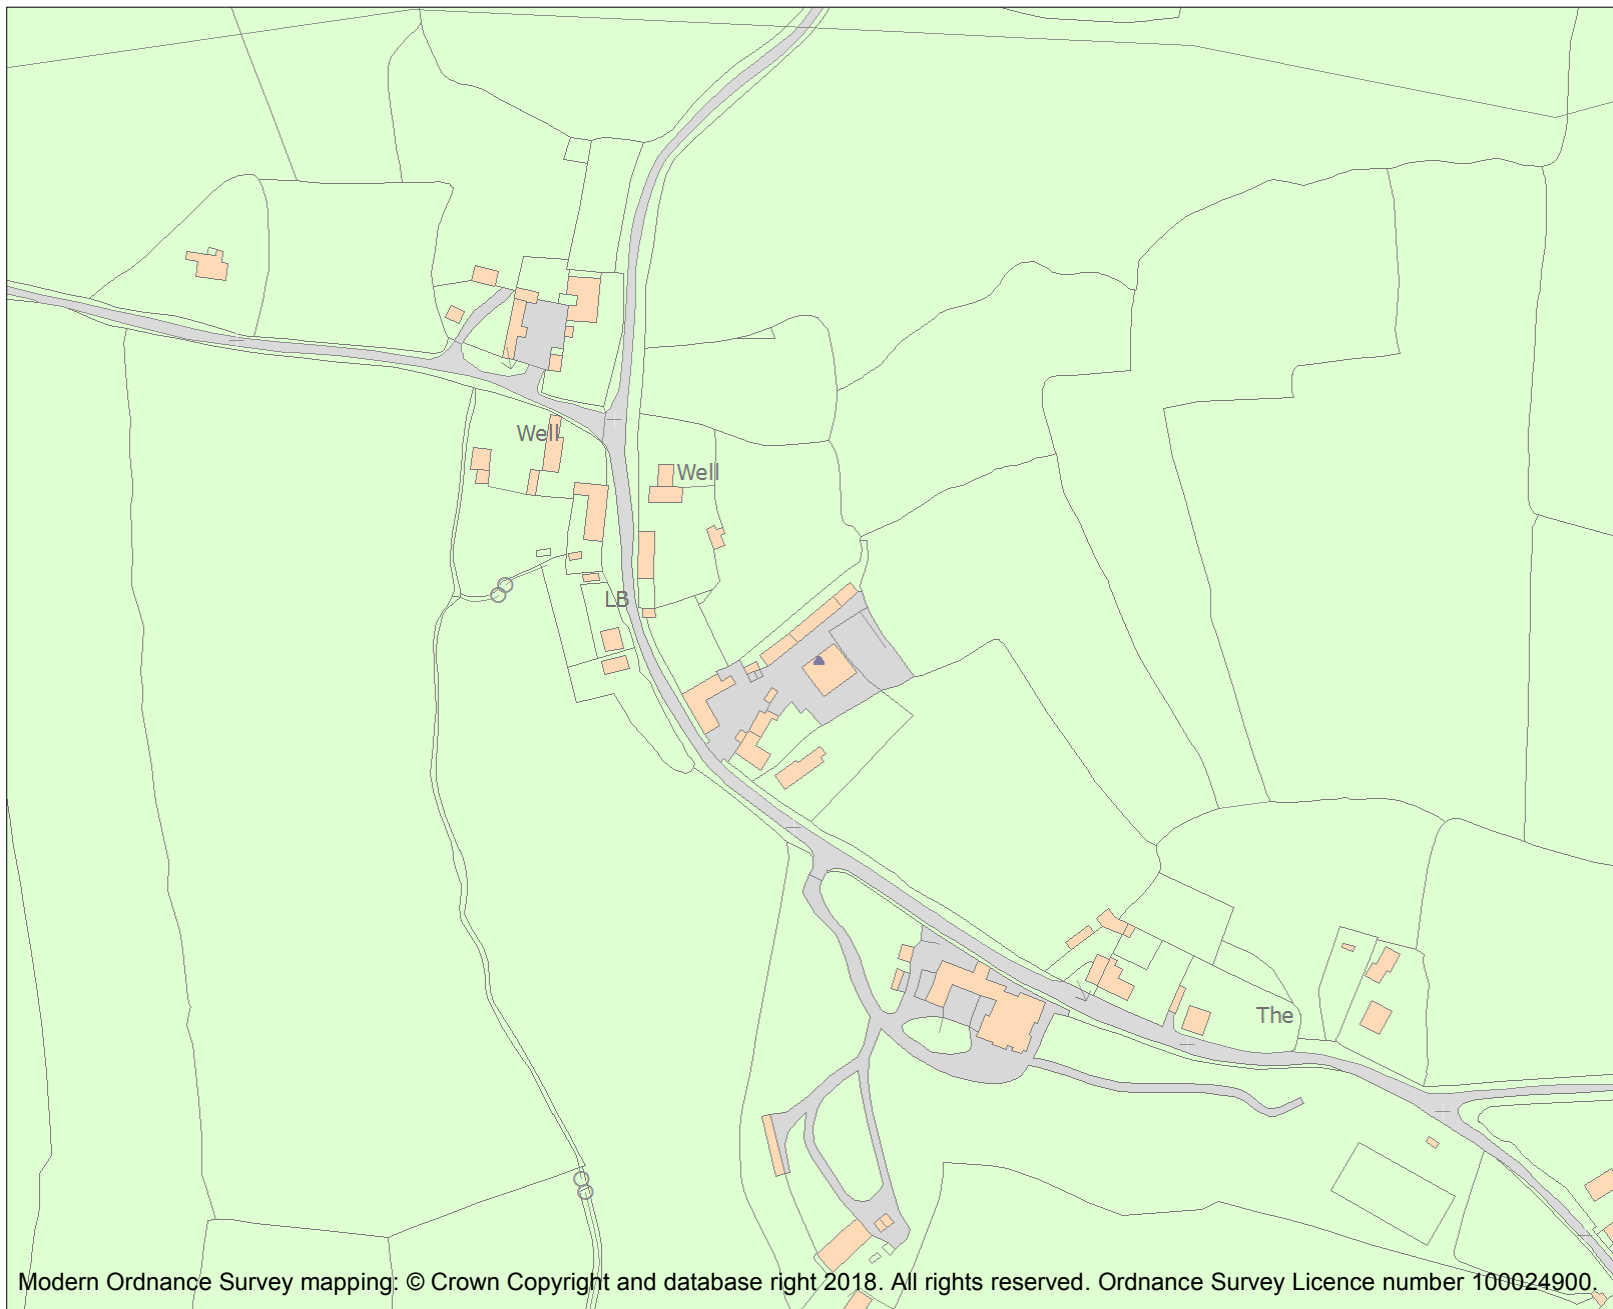 Well
Well
LB
The
Modern Ordnance Survey mapping: © Crown Copyright and database right 2018. All rights reserved. Ordnance Survey Licence number 100024900.